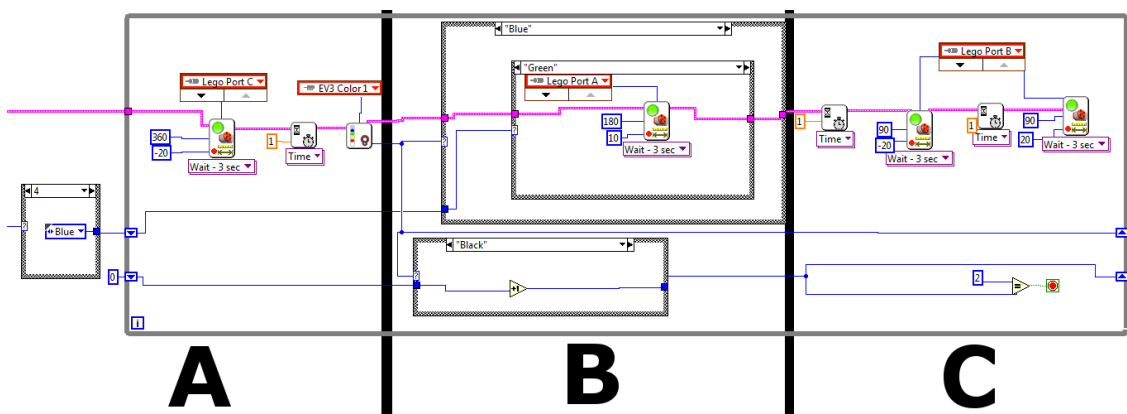 4
Blue
0
i
Lego Port C
360
-20
Wait - 3 sec
1
Time
EV3 Color 1
"Blue"
"Green"
Lego Port A
180
10
Wait - 3 sec
"Black"
+1
1
Time
Lego Port B
90
-20
Wait - 3 sec
1
Time
90
20
Wait - 3 sec
2
=
A
B
C